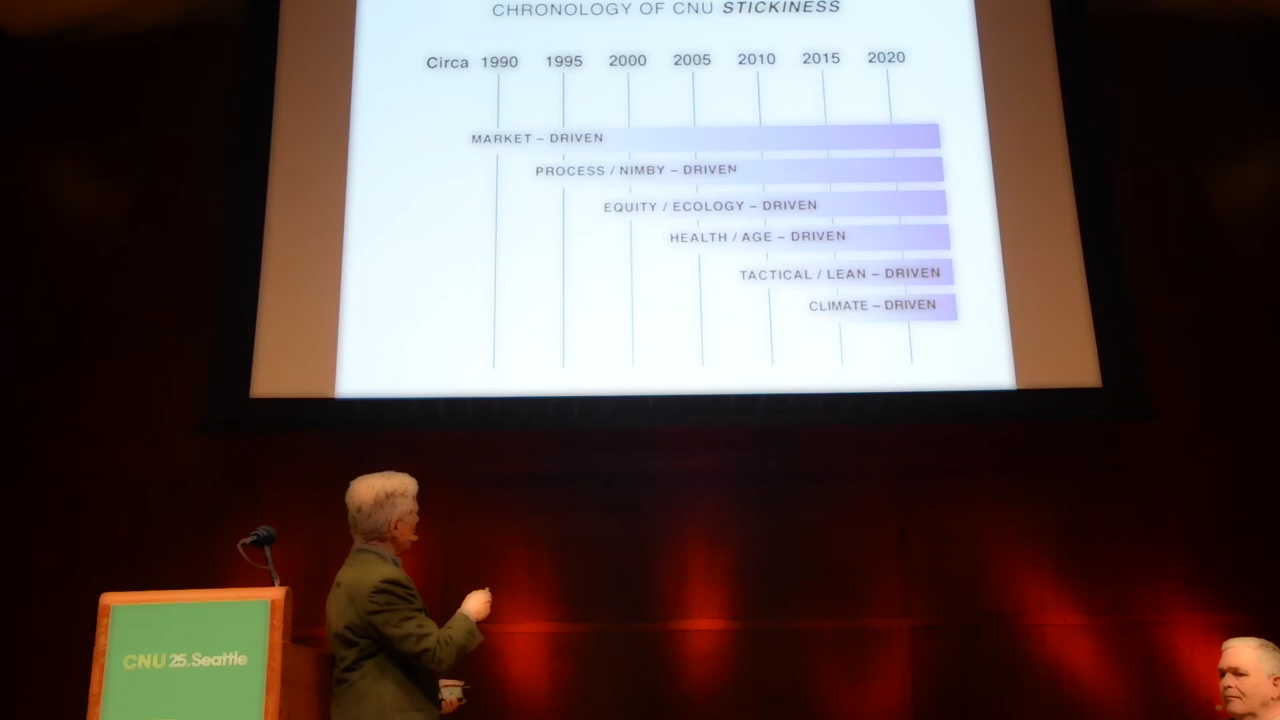 CHRONOLOGY OF CNU STICKINESS
Circa 1990 1995 2000 2005 2010 2015 2020
MARKET – DRIVEN
PROCESS / NIMBY – DRIVEN
EQUITY / ECOLOGY – DRIVEN
HEALTH / AGE – DRIVEN
TACTICAL / LEAN – DRIVEN
CLIMATE – DRIVEN
CNU 25.Seattle